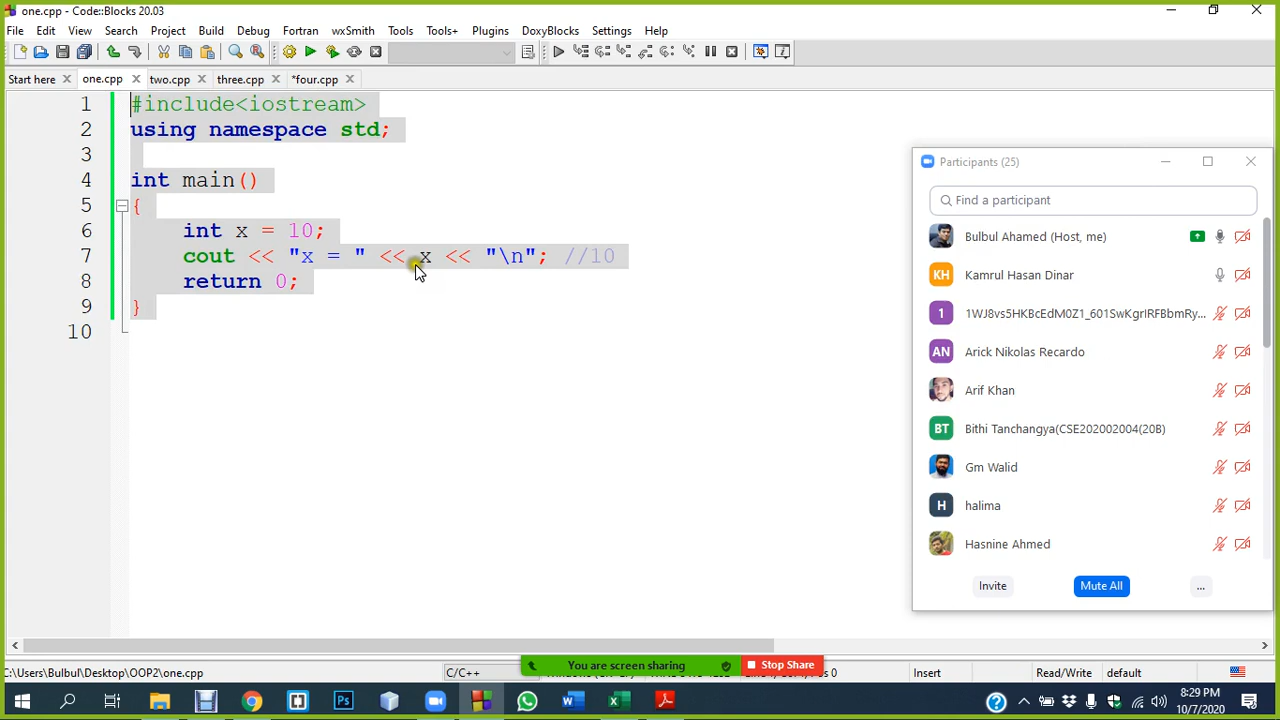 one.cpp - Code::Blocks 20.03
File Edit View Search Project Build Debug Fortran wxSmith Tools Tools+ Plugins DoxyBlocks Settings Help
Start here one.cpp two.cpp three.cpp *four.cpp
1 #include<iostream>
2 using namespace std;
3
4 int main()
5 {
6 int x = 10;
7 cout << "x = " << x << "\n"; //10
8 return 0;
9 }
10
Participants (25)
Find a participant
Bulbul Ahamed (Host, me)
KH Kamrul Hasan Dinar
1 1WJ8vs5HKBcEdM0Z1_601SwKgrIRFBbmRy...
AN Arick Nikolas Recardo
Arif Khan
BT Bithi Tanchangya(CSE202002004(20B)
Gm Walid
H halima
Hasnine Ahmed
Invite Mute All ...
You are screen sharing Stop Share
C:\Users\Bulbul\Desktop\OOP2\one.cpp C/C++ Insert Read/Write default
8:29 PM
10/7/2020